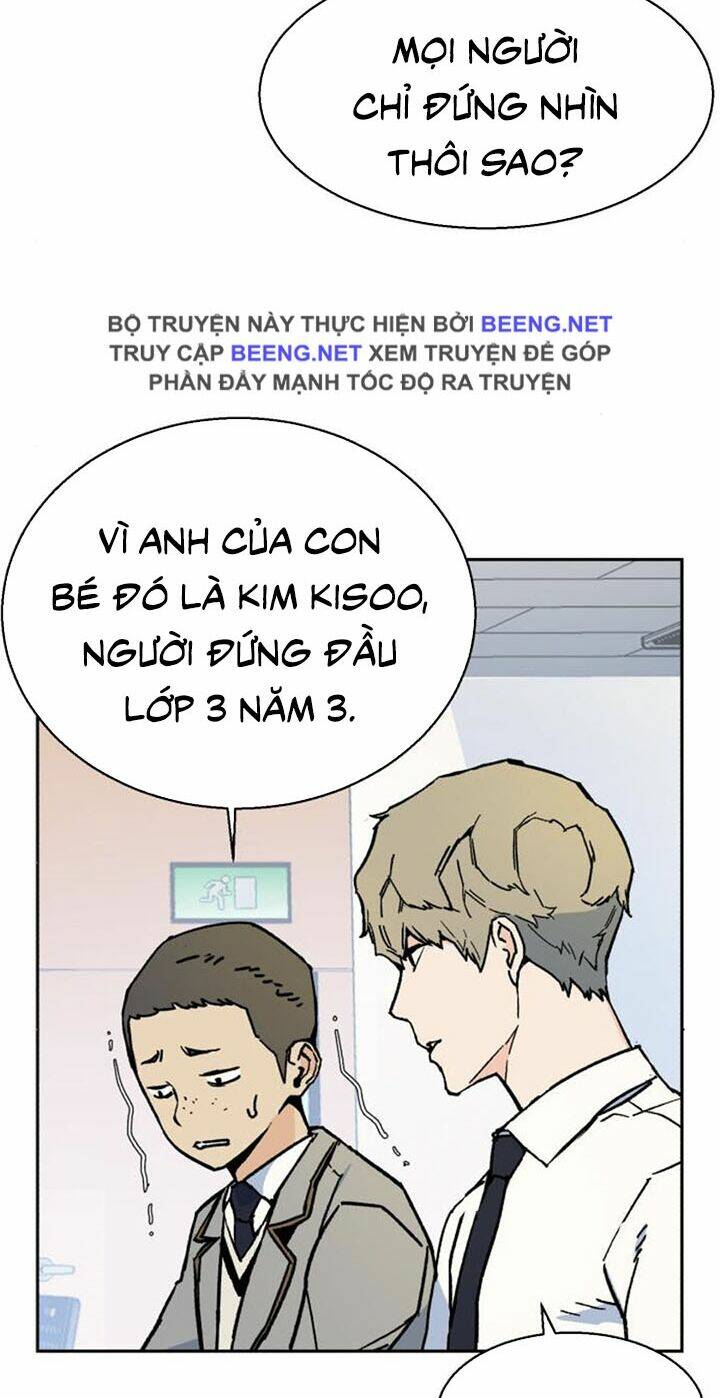 MỌI NGƯỜI
CHỈ ĐỨNG NHÌN
THÔI SAO?
BỘ TRUYỆN NÀY THỰC HIỆN BỞI BEENG.NET
TRUY CẬP BEENG.NET XEM TRUYỆN ĐỂ GÓP
PHẦN ĐẨY MẠNH TỐC ĐỘ RA TRUYỆN
VÌ ANH CỦA CON
BÉ ĐÓ LÀ KIM KISOO,
NGƯỜI ĐỨNG ĐẦU
LỚP 3 NĂM 3.